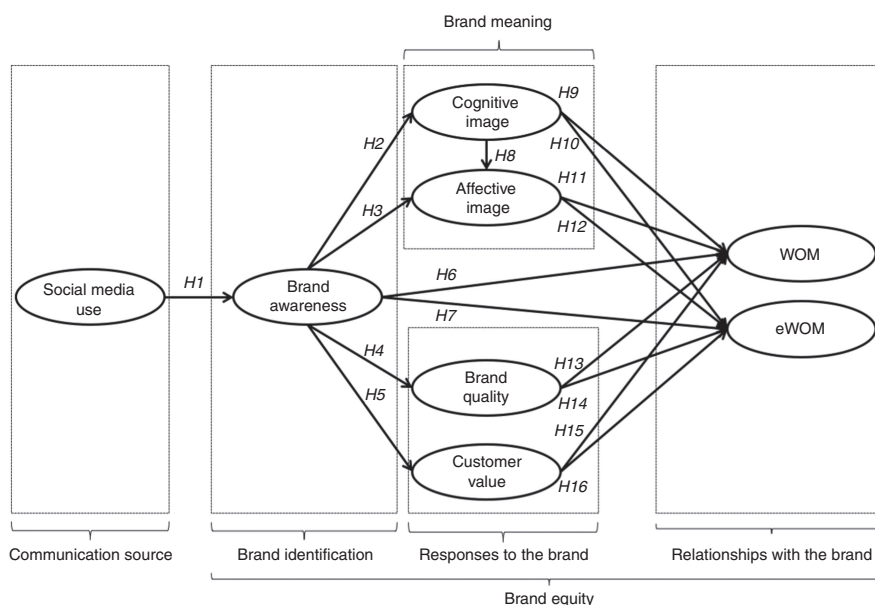 Brand meaning
Cognitive
image
H9
H2
H10
H8
H11
Affective
image
H3
H12
WOM
H6
Social media
use
H1
Brand
awareness
H7
eWOM
H4
Brand
quality
H13
H5
H14
H15
Customer
value
H16
Communication source
Brand identification
Responses to the brand
Relationships with the brand
Brand equity